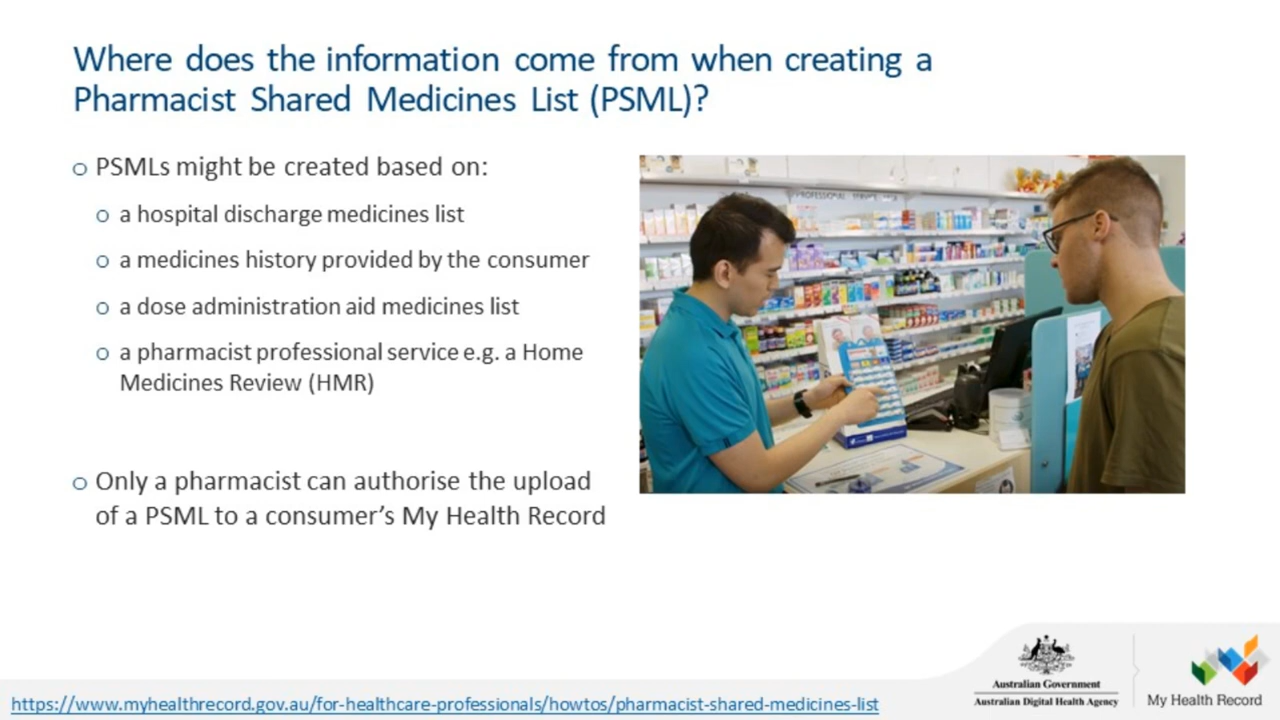 Where does the information come from when creating a
Pharmacist Shared Medicines List (PSML)?
o PSMLs might be created based on:
o a hospital discharge medicines list
o a medicines history provided by the consumer
o a dose administration aid medicines list
o a pharmacist professional service e.g. a Home
Medicines Review (HMR)
o Only a pharmacist can authorise the upload
of a PSML to a consumer’s My Health Record
Australian Government
Australian Digital Health Agency
My Health Record
https://www.myhealthrecord.gov.au/for-healthcare-professionals/howtos/pharmacist-shared-medicines-list